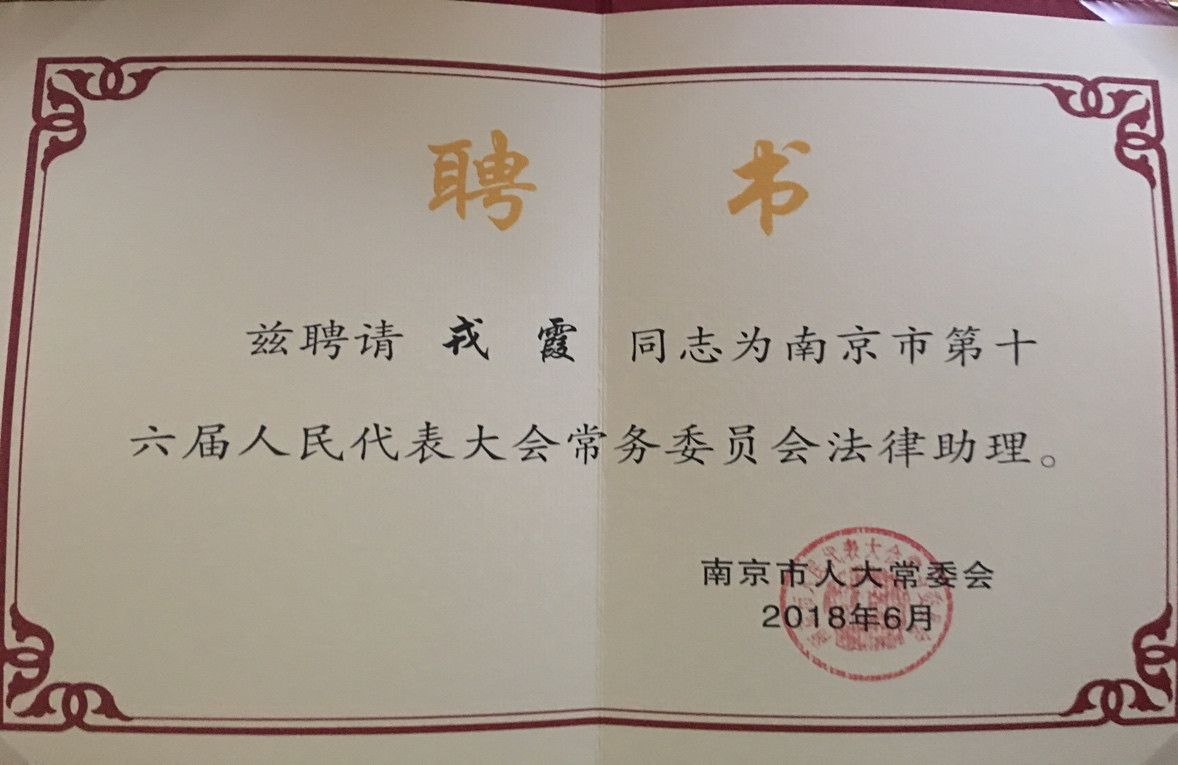 聘 书
兹聘请 戎 霞 同志为南京市第十
六届人民代表大会常务委员会法律助理。
南京市人大常委会
2018年6月